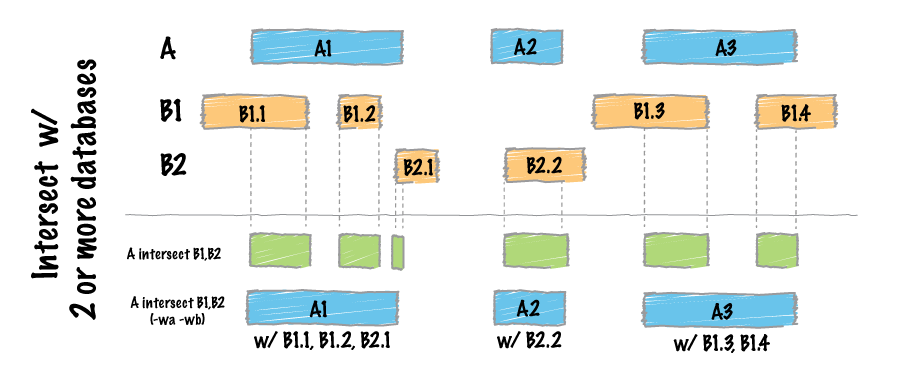 Intersect w/
2 or more databases
A
A1
A2
A3
B1
B1.1
B1.2
B1.3
B1.4
B2
B2.1
B2.2
A intersect B1,B2
A intersect B1,B2
(-wa -wb)
A1
A2
A3
w/ B1.1, B1.2, B2.1
w/ B2.2
w/ B1.3, B1.4